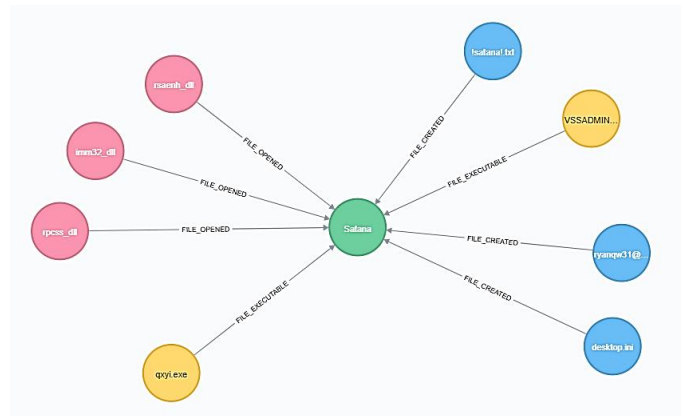 !satana!.txt
rsaenh_dll
FILE_OPENED
FILE_CREATED
VSSADMIN...
imm32_dll
FILE_OPENED
FILE_EXECUTABLE
rpcss_dll
FILE_OPENED
Satana
FILE_CREATED
ryanqw31@...
FILE_EXECUTABLE
FILE_CREATED
desktop.ini
qxyi.exe